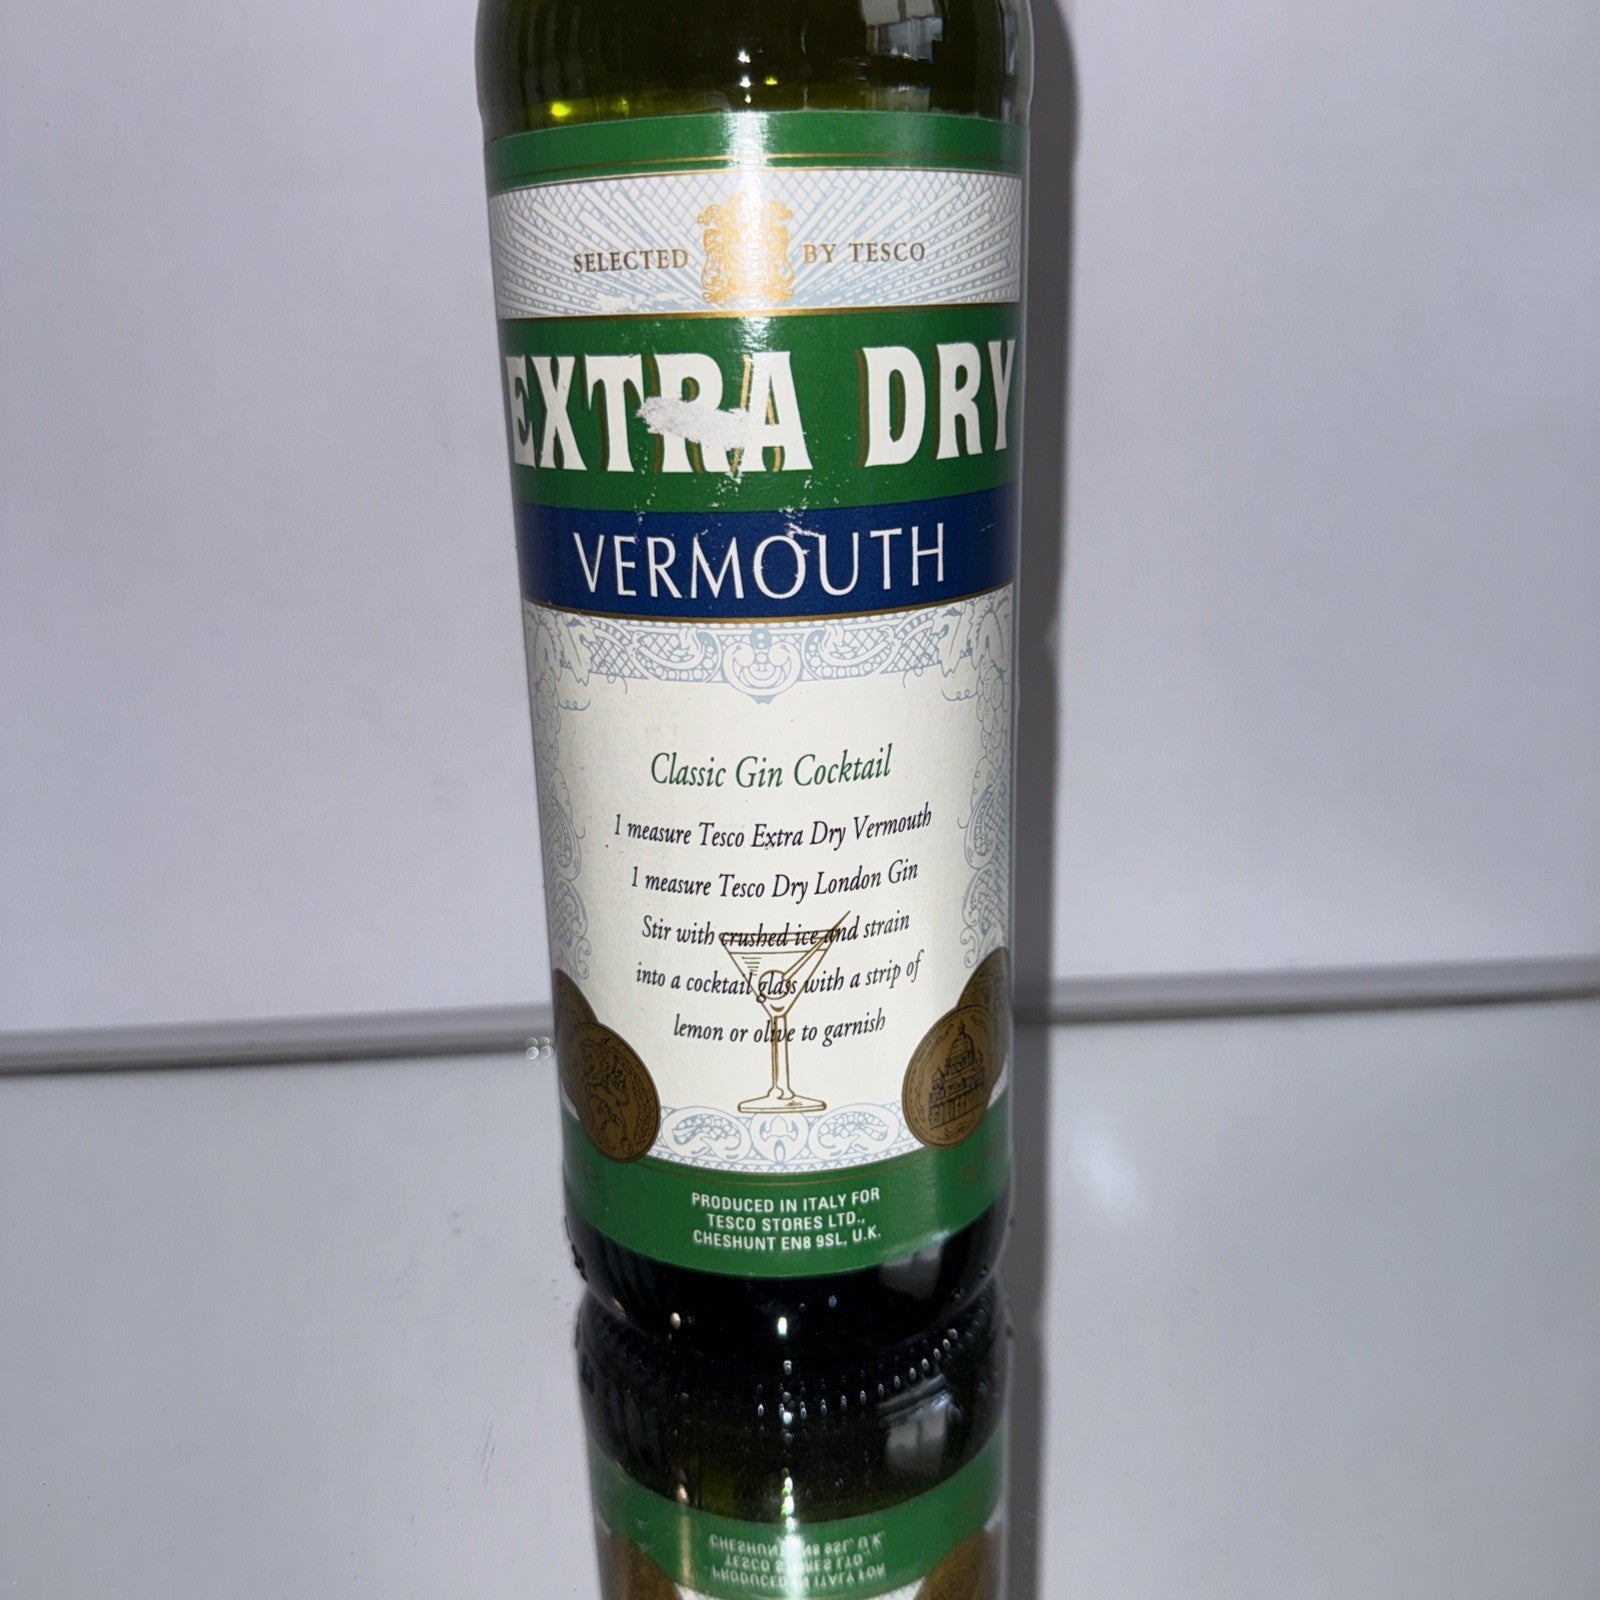 SELECTED BY TESCO
EXTRA DRY
VERMOUTH
Classic Gin Cocktail
1 measure Tesco Extra Dry Vermouth
1 measure Tesco Dry London Gin
Stir with crushed ice and strain
into a cocktail glass with a strip of
lemon or olive to garnish
PRODUCED IN ITALY FOR
TESCO STORES LTD.,
CHESHUNT EN8 9SL, U.K.